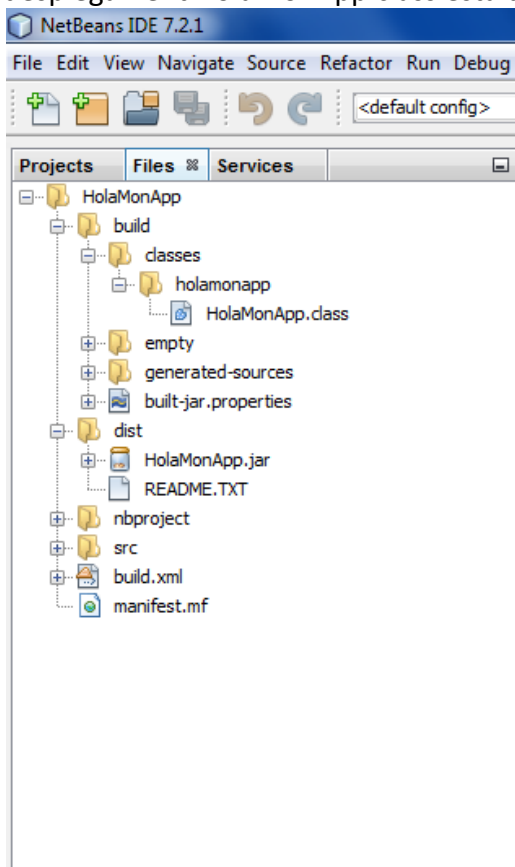 NetBeans IDE 7.2.1
File Edit View Navigate Source Refactor Run Debug
<default config>
Projects Files Services
HolaMonApp
build
classes
holamonapp
HolaMonApp.class
empty
generated-sources
built-jar.properties
dist
HolaMonApp.jar
README.TXT
nbproject
src
build.xml
manifest.mf